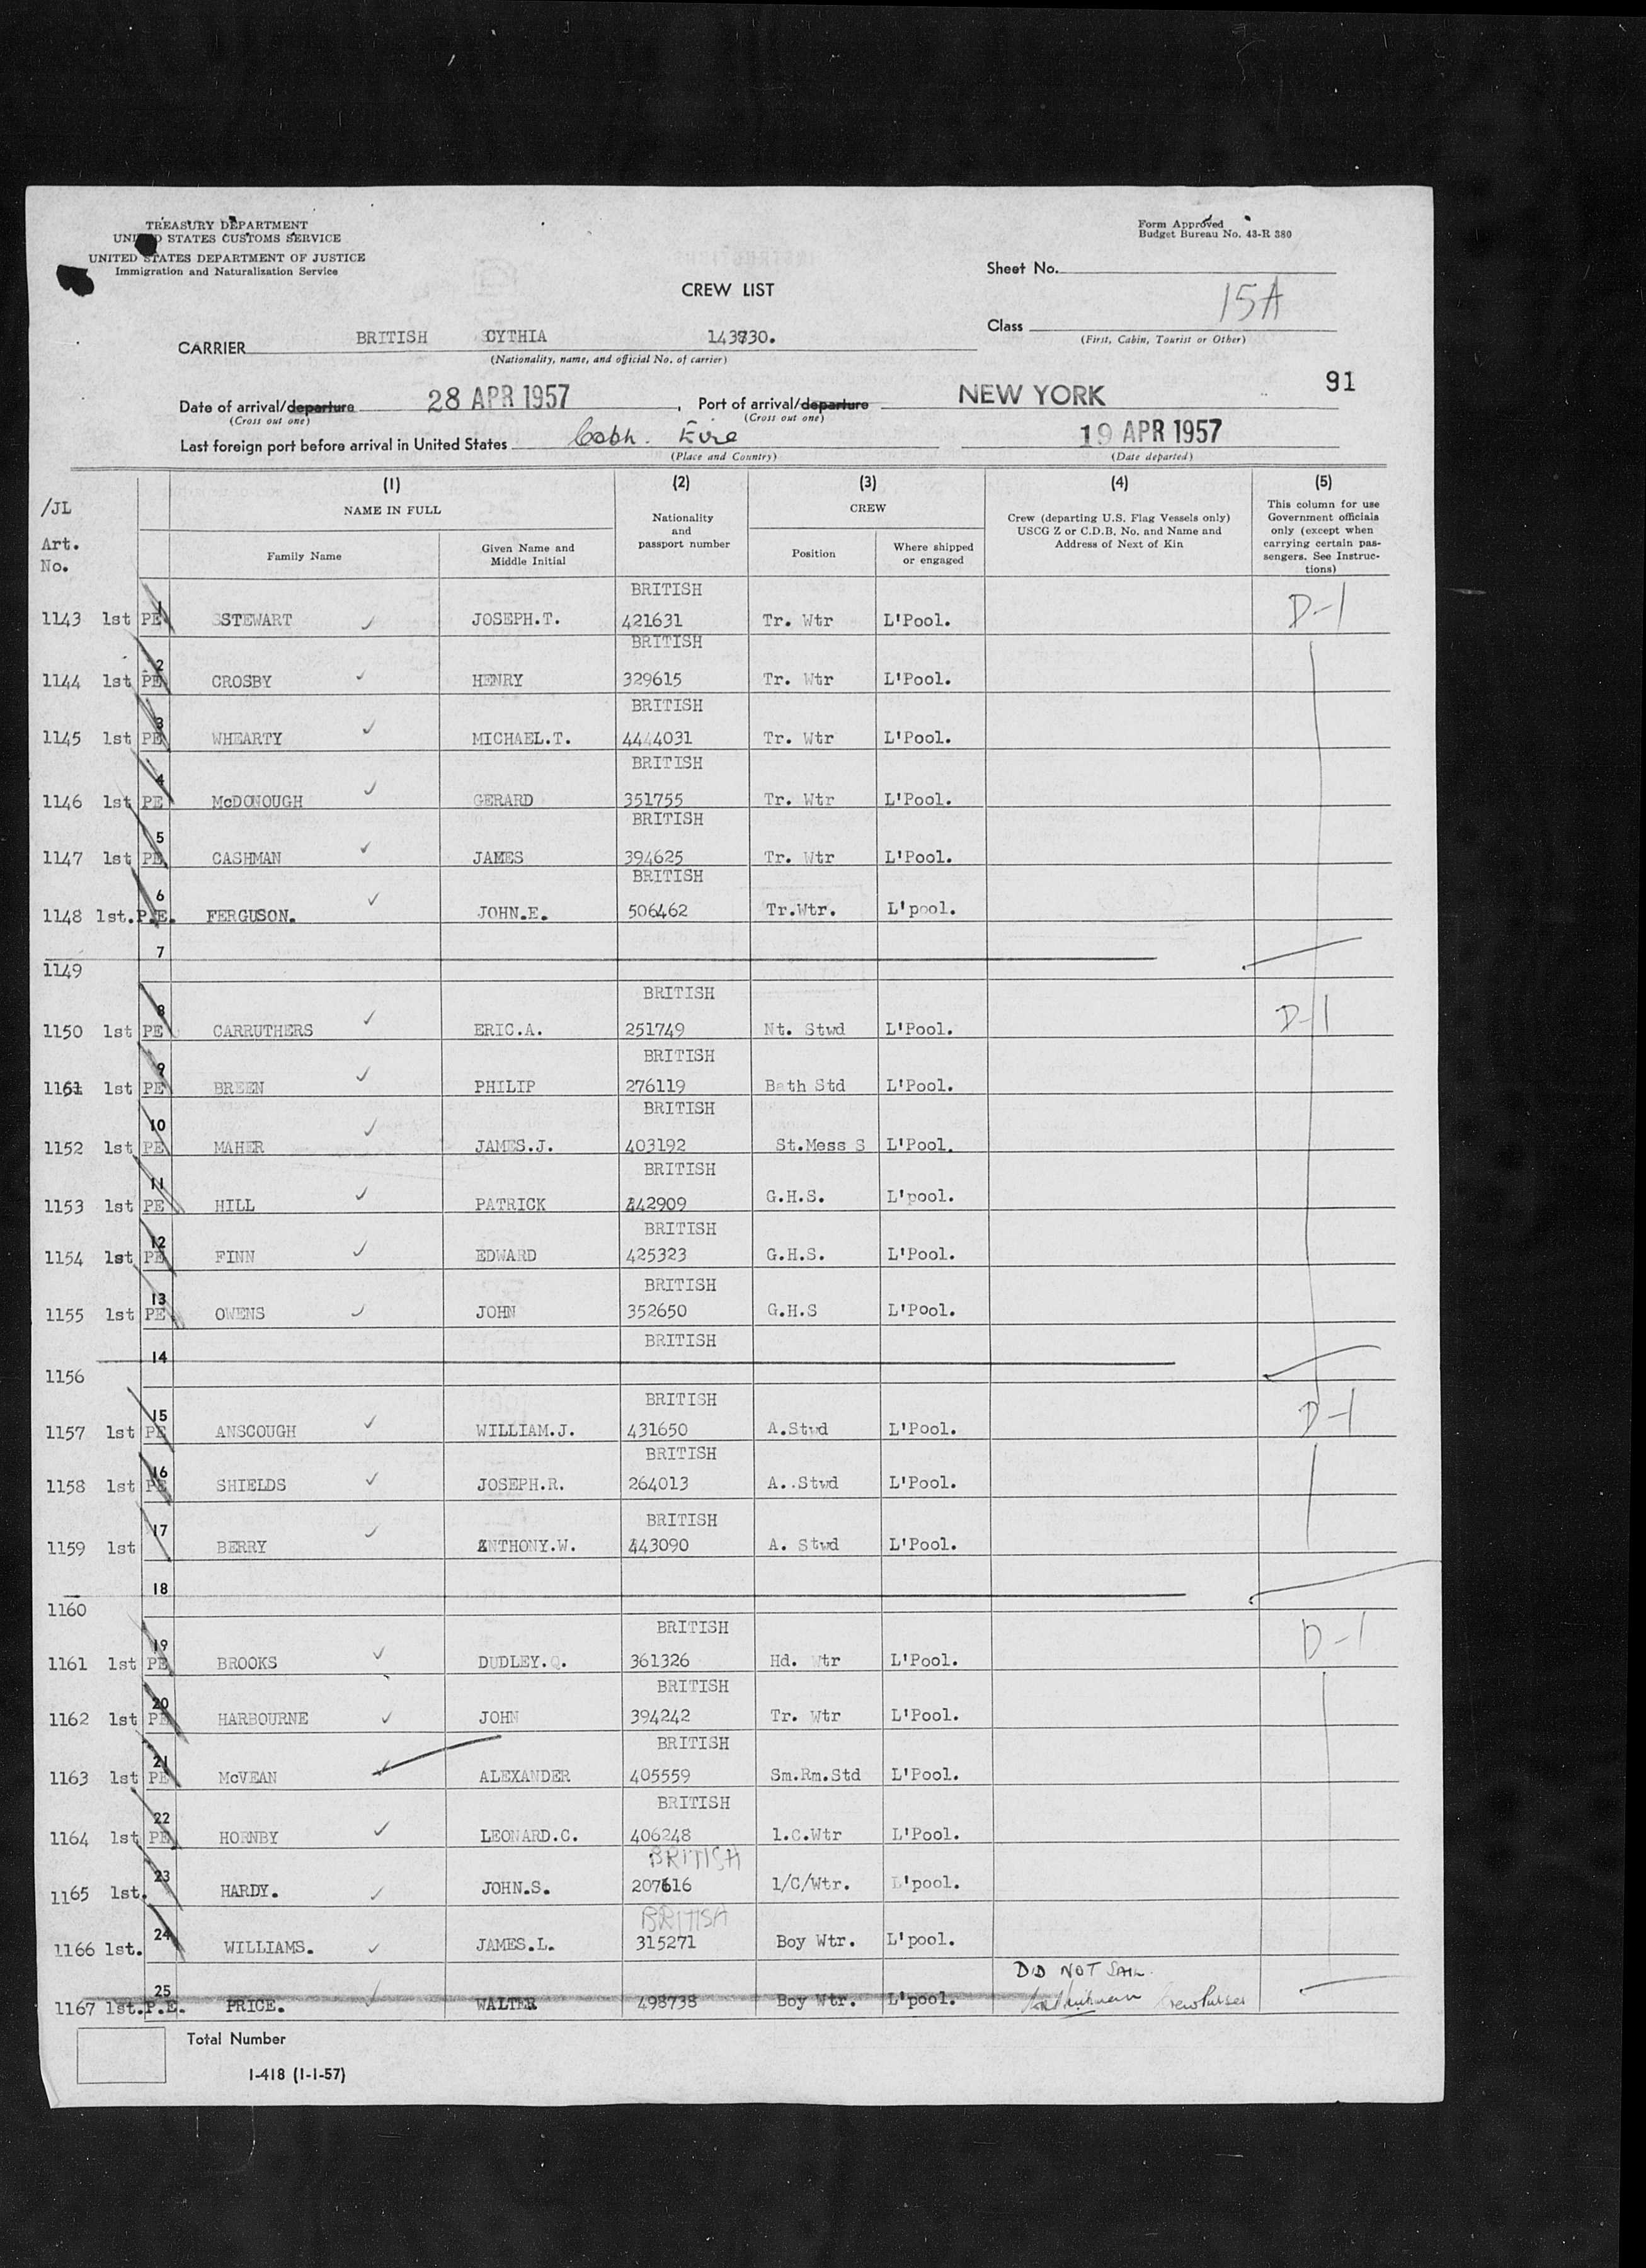 TREASURY DEPARTMENT
UNITED STATES CUSTOMS SERVICE
UNITED STATES DEPARTMENT OF JUSTICE
Immigration and Naturalization Service
Form Approved
Budget Bureau No. 43-R 380
CREW LIST
Sheet No.
15A
Class
(First, Cabin, Tourist or Other)
CARRIER BRITISH SCYTHIA 143730.
(Nationality, name, and official No. of carrier)
91
Date of arrival/departure 28 APR 1957, Port of arrival/departure NEW YORK
(Cross out one) (Cross out one)
Last foreign port before arrival in United States Cobh. Eire 19 APR 1957
(Place and Country) (Date departed)
/JL
Art.
No.
(1) (2) (3) (4) (5)
NAME IN FULL
Family Name
Given Name and
Middle Initial
Nationality
and
passport number
CREW
Position
Where shipped
or engaged
Crew (departing U.S. Flag Vessels only)
USCG Z or C.D.B. No. and Name and
Address of Next of Kin
This column for use
Government officials
only (except when
carrying certain pas-
sengers. See Instruc-
tions)
BRITISH
1143 1st PE 1 STEWART JOSEPH.T. 421631 Tr. Wtr L'Pool. D-1
BRITISH
1144 1st PE 2 CROSBY HENRY 329615 Tr. Wtr L'Pool.
BRITISH
1145 1st PE 3 WHEARTY MICHAEL.T. 4444031 Tr. Wtr L'Pool.
BRITISH
1146 1st PE 4 McDONOUGH GERARD 351755 Tr. Wtr L'Pool.
BRITISH
1147 1st PE 5 CASHMAN JAMES 394625 Tr. Wtr L'Pool.
BRITISH
1148 1st.P.E. 6 FERGUSON. JOHN.E. 506462 Tr.Wtr. L'pool.
1149 7
BRITISH
1150 1st PE 8 CARRUTHERS ERIC.A. 251749 Nt. Stwd L'Pool. D-1
BRITISH
1151 1st PE 9 BREEN PHILIP 276119 Bath Std L'Pool.
BRITISH
1152 1st PE 10 MAHER JAMES.J. 403192 St.Mess S L'Pool.
BRITISH
1153 1st PE 11 HILL PATRICK 442909 G.H.S. L'pool.
BRITISH
1154 1st PE 12 FINN EDWARD 425323 G.H.S. L'Pool.
BRITISH
1155 1st PE 13 OWENS JOHN 352650 G.H.S L'Pool.
BRITISH
1156 14
BRITISH
1157 1st PE 15 ANSCOUGH WILLIAM.J. 431650 A.Stwd L'Pool. D-1
BRITISH
1158 1st PE 16 SHIELDS JOSEPH.R. 264013 A..Stwd L'Pool.
BRITISH
1159 1st 17 BERRY ANTHONY.W. 443090 A. Stwd L'Pool.
1160 18
BRITISH
1161 1st PE 19 BROOKS DUDLEY.Q. 361326 Hd. Wtr L'Pool. D-1
BRITISH
1162 1st PE 20 HARBOURNE JOHN 394242 Tr. Wtr L'Pool.
BRITISH
1163 1st PE 21 McVEAN ALEXANDER 405559 Sm.Rm.Std L'Pool.
BRITISH
1164 1st PE 22 HORNBY LEONARD.C. 406248 1.C.Wtr L'Pool.
BRITISH
1165 1st. 23 HARDY. JOHN.S. 207616 1/C/Wtr. L'pool.
BRITISH
1166 1st. 24 WILLIAMS. JAMES.L. 315271 Boy Wtr. L'pool.
DID NOT SAIL.
1167 1st.P.E. 25 PRICE. WALTER 498738 Boy Wtr. L'pool. Crew Purser
Total Number
I-418 (1-1-57)